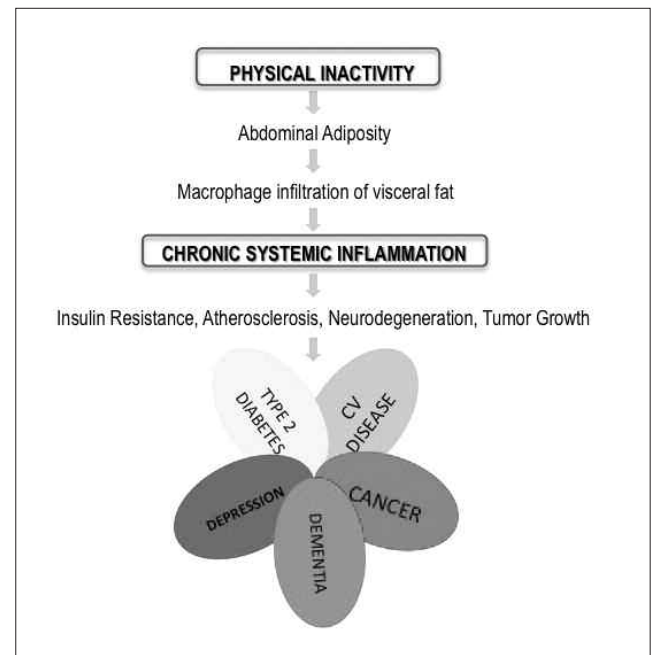 PHYSICAL INACTIVITY
Abdominal Adiposity
Macrophage infiltration of visceral fat
CHRONIC SYSTEMIC INFLAMMATION
Insulin Resistance, Atherosclerosis, Neurodegeneration, Tumor Growth
TYPE 2
DIABETES
CV
DISEASE
DEPRESSION
CANCER
DEMENTIA